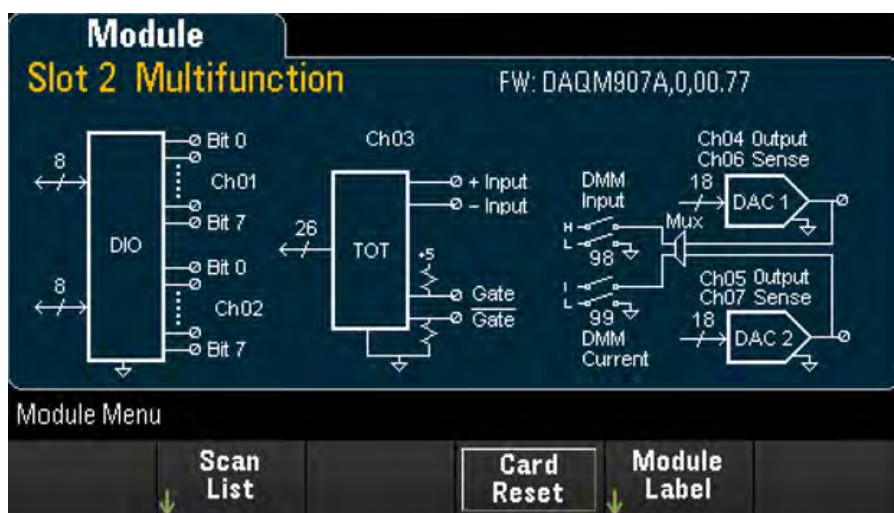 Module
Slot 2 Multifunction
FW: DAQM907A,0,00.77
8
DIO
Bit 0
Ch01
Bit 7
8
Bit 0
Ch02
Bit 7
Ch03
26
TOT
+ Input
- Input
+5
Gate
Gate
DMM
Input
H
L
98
I
L
99
DMM
Current
Mux
Ch04 Output
Ch06 Sense
18
DAC 1
Ch05 Output
Ch07 Sense
18
DAC 2
Module Menu
Scan
List
Card
Reset
Module
Label